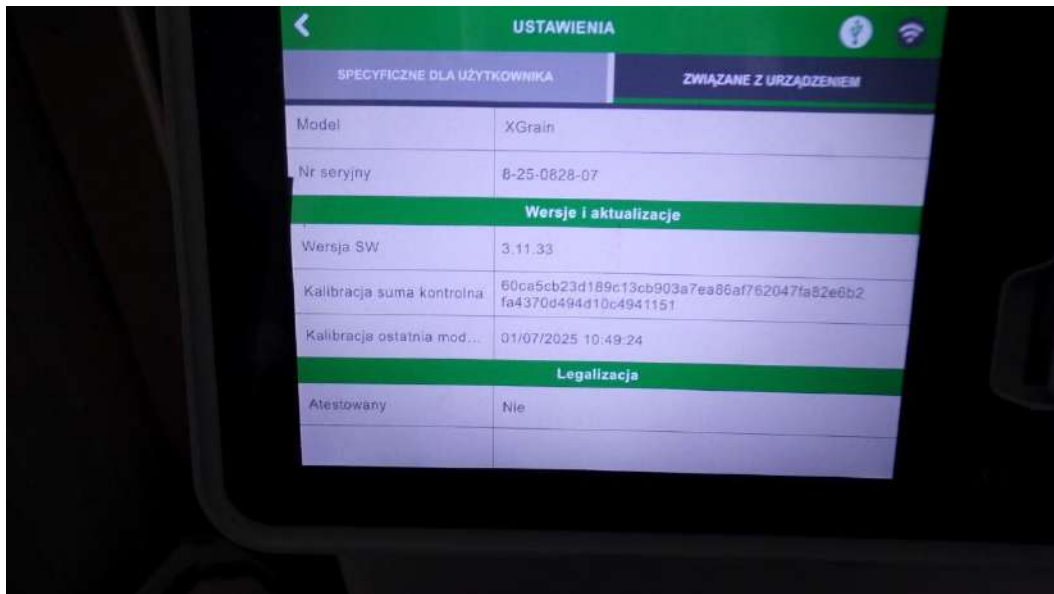 USTAWIENIA
SPECYFICZNE DLA UŻYTKOWNIKA
ZWIĄZANE Z URZĄDZENIEM
Model XGrain
Nr seryjny 8-25-0828-07
Wersje i aktualizacje
Wersja SW 3.11.33
Kalibracja suma kontrolna 60ca5cb23d189c13cb903a7ea86af762047fa82e6b2
fa4370d494d10c4941151
Kalibracja ostatnia mod... 01/07/2025 10:49:24
Legalizacja
Atestowany Nie